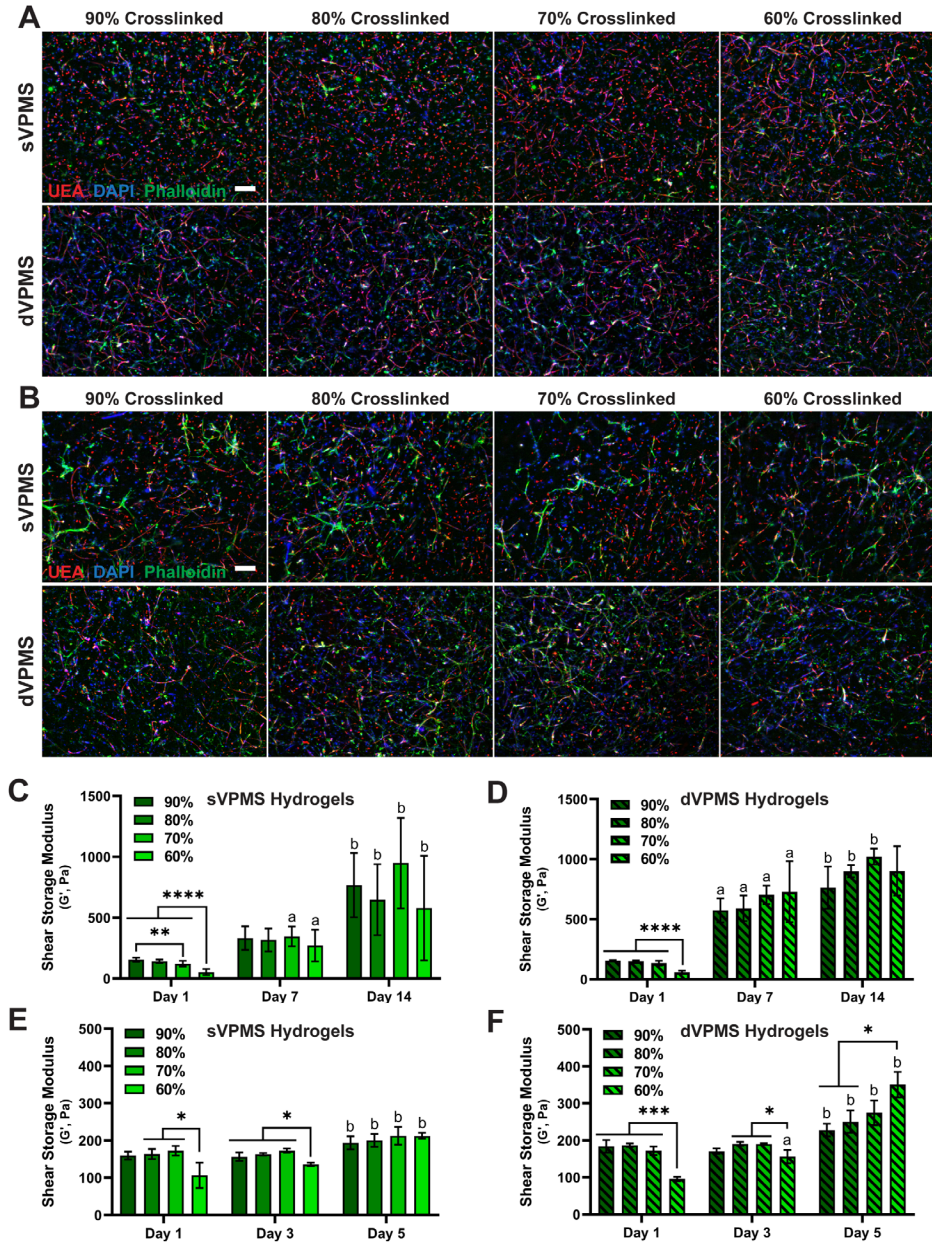 A
90% Crosslinked
80% Crosslinked
70% Crosslinked
60% Crosslinked
sVPMS
UEA DAPI Phalloidin
dVPMS
B
90% Crosslinked
80% Crosslinked
70% Crosslinked
60% Crosslinked
sVPMS
UEA DAPI Phalloidin
dVPMS
C
sVPMS Hydrogels
Shear Storage Modulus
(G', Pa)
1500
1000
500
0
90%
80%
70%
60%
**
****
a a
b b b b
Day 1 Day 7 Day 14
D
dVPMS Hydrogels
Shear Storage Modulus
(G', Pa)
1500
1000
500
0
90%
80%
70%
60%
****
a a a a
b b b
Day 1 Day 7 Day 14
E
sVPMS Hydrogels
Shear Storage Modulus
(G', Pa)
500
400
300
200
100
0
90%
80%
70%
60%
*
*
b b b b
Day 1 Day 3 Day 5
F
dVPMS Hydrogels
Shear Storage Modulus
(G', Pa)
500
400
300
200
100
0
90%
80%
70%
60%
***
*
a
*
b b b b
Day 1 Day 3 Day 5